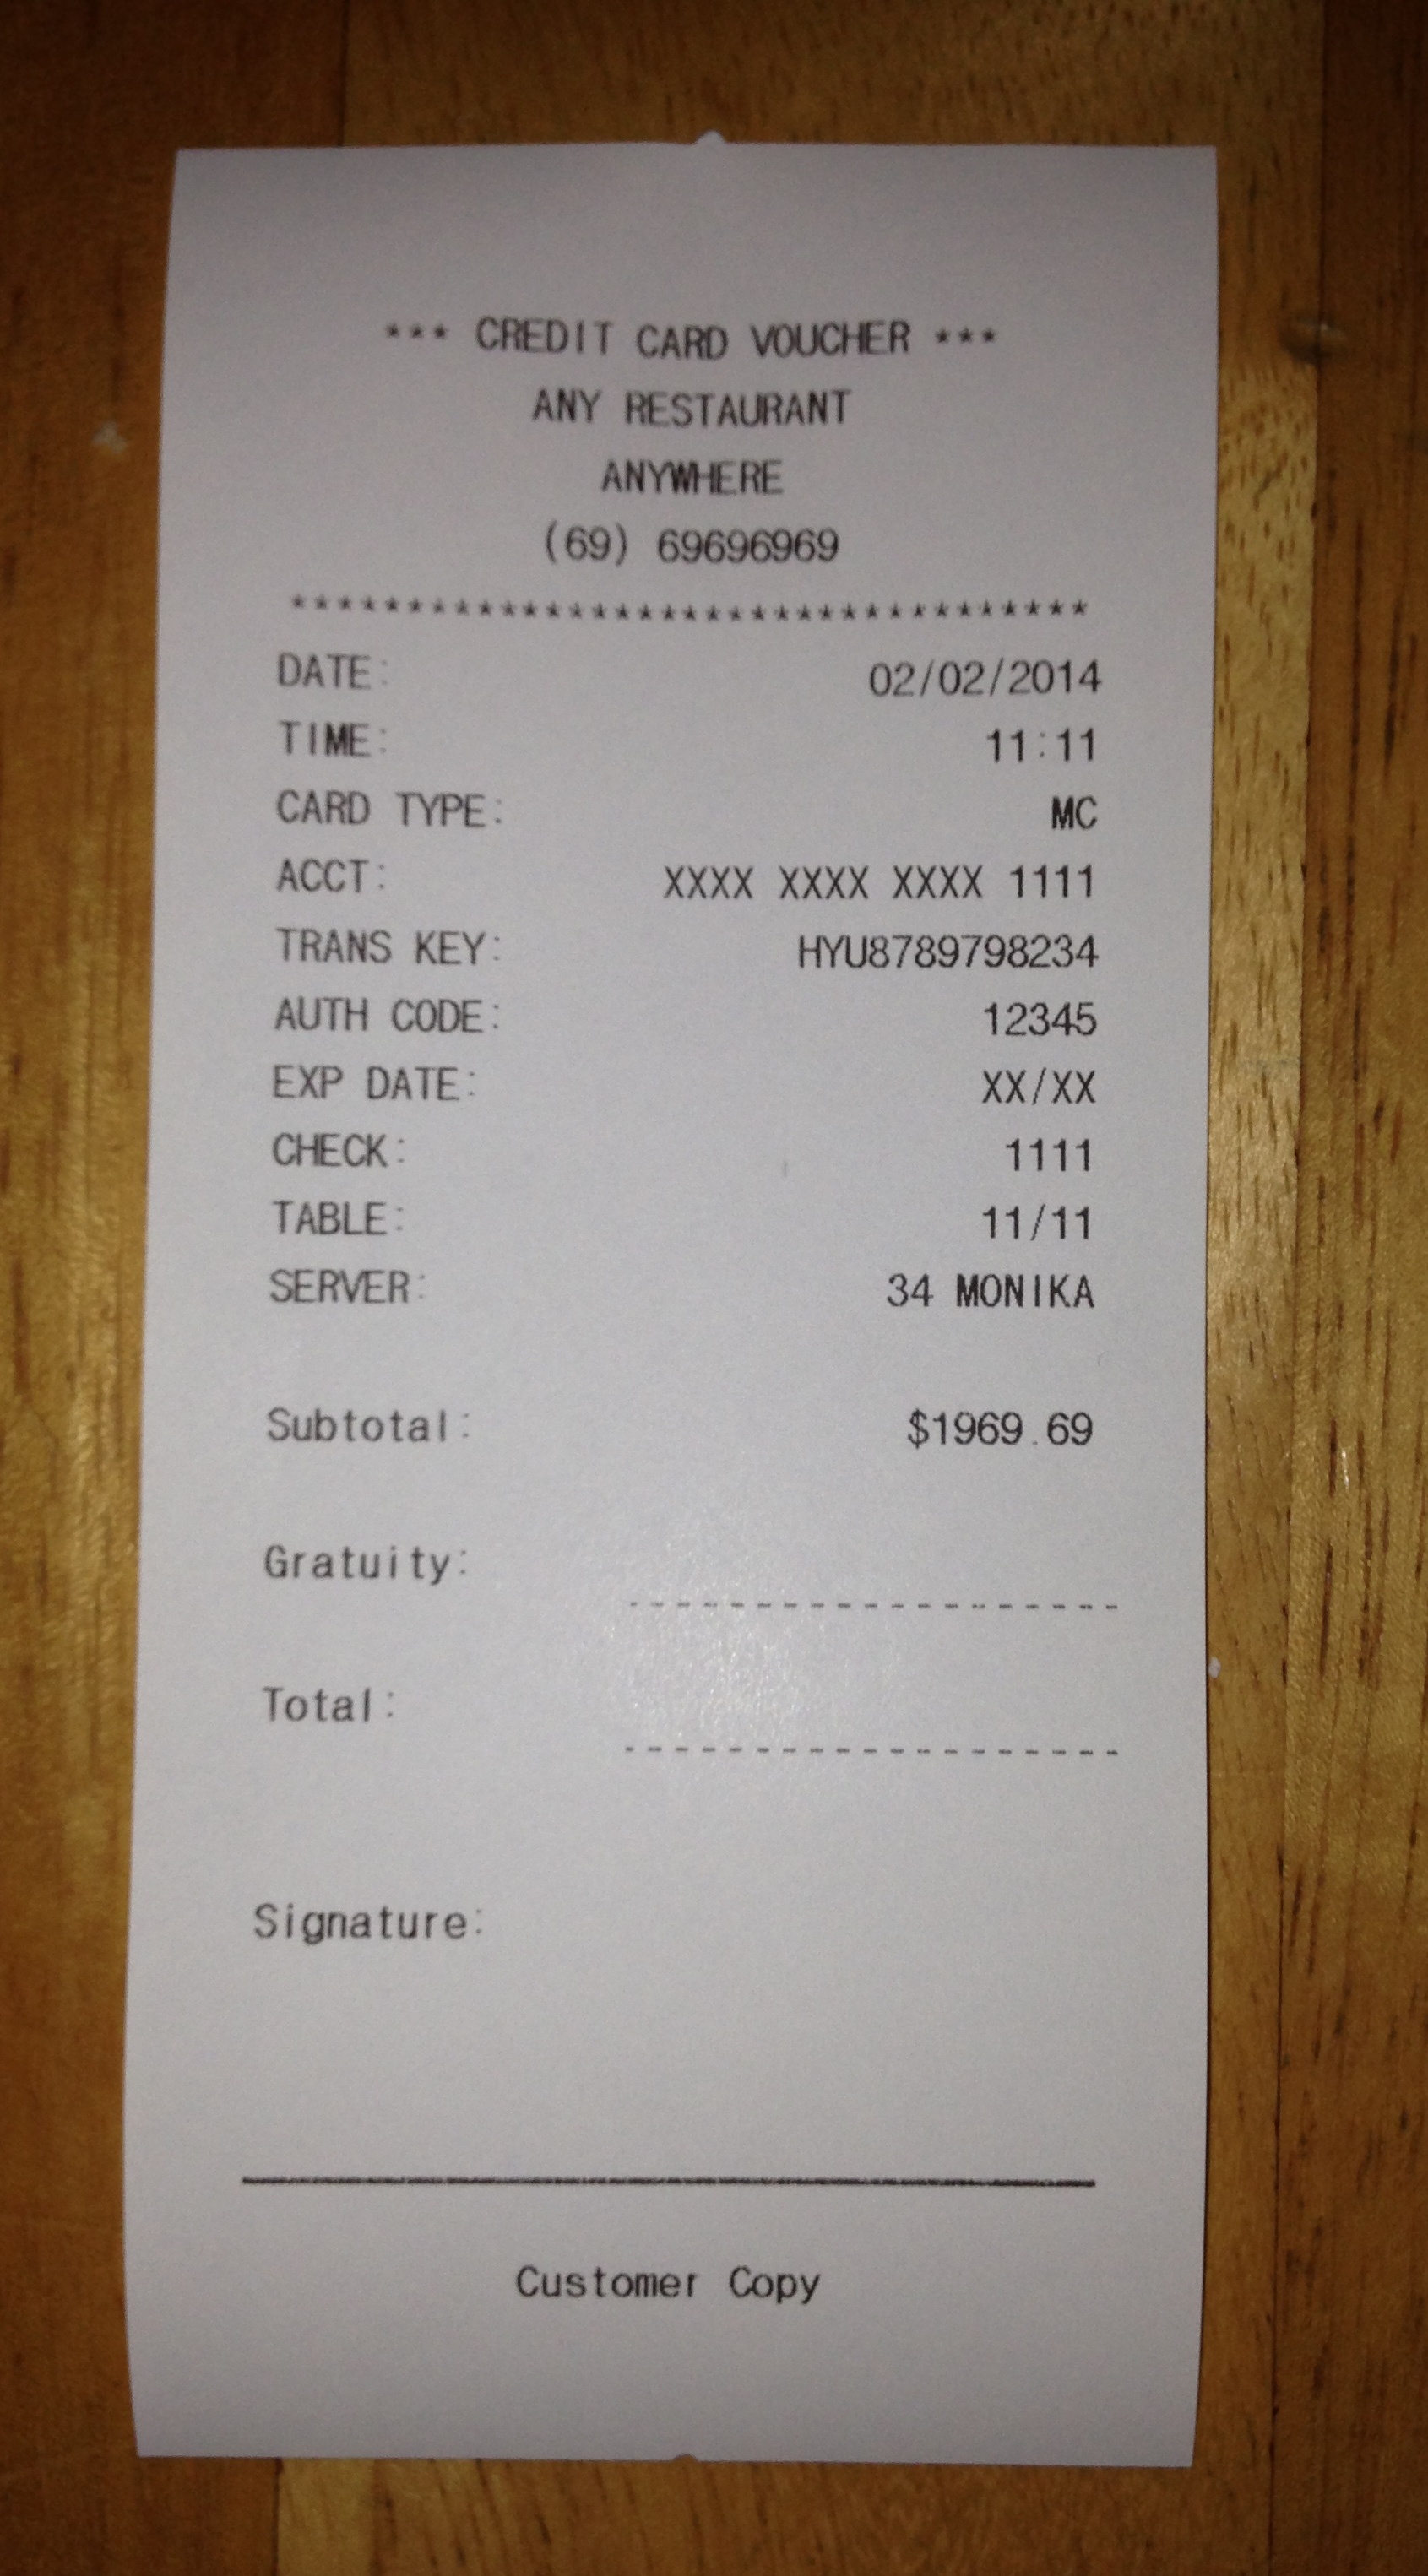 *** CREDIT CARD VOUCHER ***
ANY RESTAURANT
ANYWHERE
(69) 69696969
***********************************
DATE: 02/02/2014
TIME: 11:11
CARD TYPE: MC
ACCT: XXXX XXXX XXXX 1111
TRANS KEY: HYU8789798234
AUTH CODE: 12345
EXP DATE: XX/XX
CHECK: 1111
TABLE: 11/11
SERVER: 34 MONIKA
Subtotal: $1969.69
Gratuity:
Total:
Signature:
Customer Copy